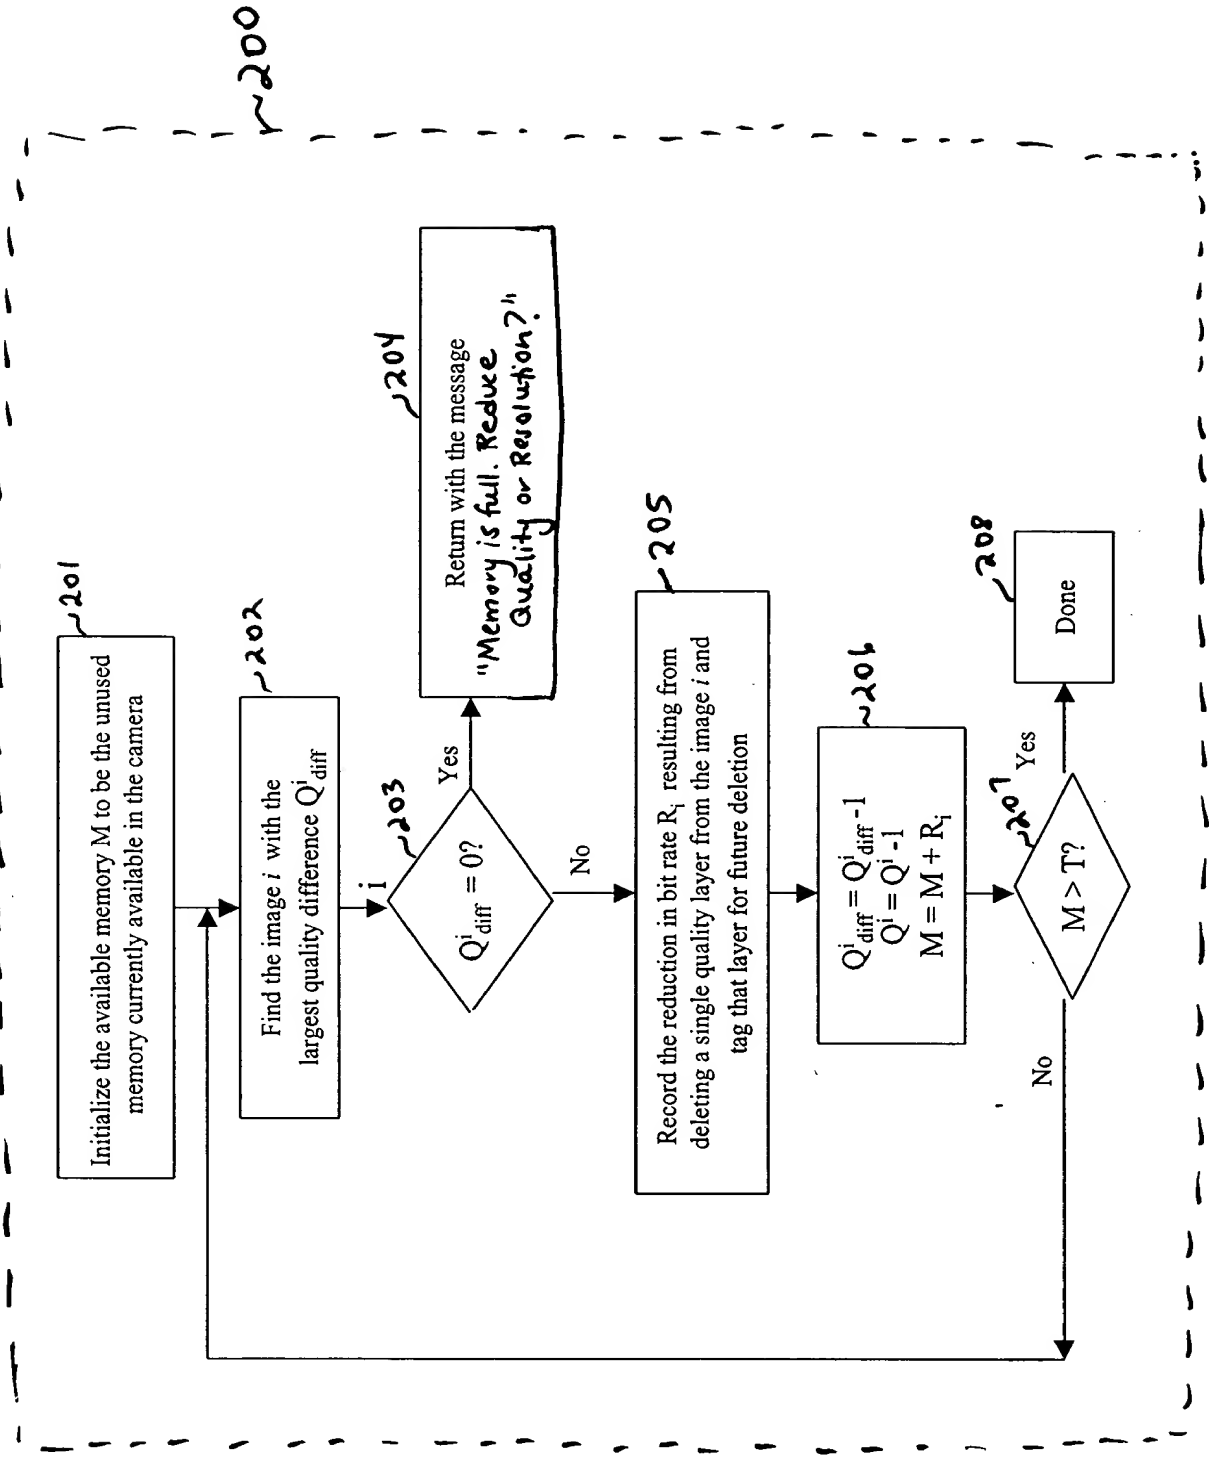 ~200
~201
Initialize the available memory M to be the unused
memory currently available in the camera
~202
Find the image i with the
largest quality difference Q^i_diff
i
~203
Q^i_diff = 0?
Yes
~204
Return with the message
"Memory is full. Reduce
Quality or Resolution?"
No
~205
Record the reduction in bit rate R_i resulting from
deleting a single quality layer from the image i and
tag that layer for future deletion
~206
Q^i_diff = Q^i_diff -1
Q^i = Q^i -1
M = M + R_i
~207
M > T?
Yes
~208
Done
No